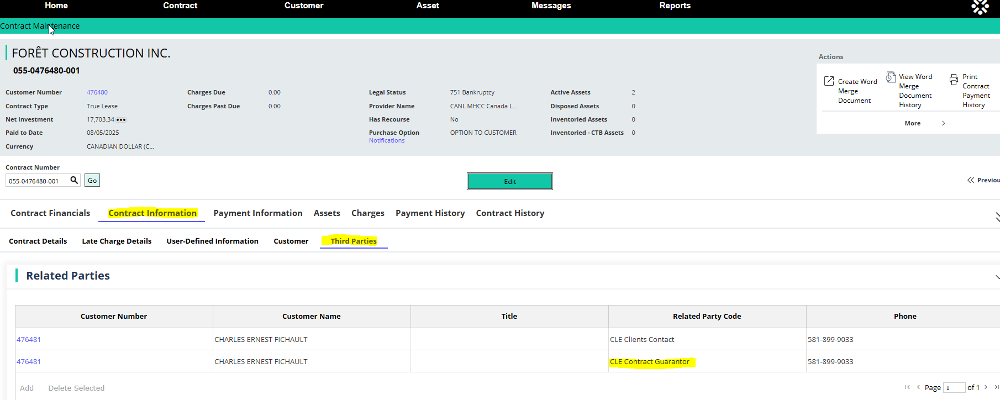 Home Contract Customer Asset Messages Reports
Contract Maintenance
FORÊT CONSTRUCTION INC.
055-0476480-001
Customer Number 476480 Charges Due 0.00 Legal Status 751 Bankruptcy Active Assets 2
Contract Type True Lease Charges Past Due 0.00 Provider Name CANL MHCC Canada L... Disposed Assets 0
Net Investment 17,703.34 ••• Has Recourse No Inventoried Assets 0
Paid to Date 08/05/2025 Purchase Option OPTION TO CUSTOMER Inventoried - CTB Assets 0
Notifications
Currency CANADIAN DOLLAR (C...
Actions
Create Word
Merge
Document
View Word
Merge
Document
History
Print
Contract
Payment
History
More
Contract Number
055-0476480-001 Go Edit Previou
Contract Financials Contract Information Payment Information Assets Charges Payment History Contract History
Contract Details Late Charge Details User-Defined Information Customer Third Parties
Related Parties
Customer Number Customer Name Title Related Party Code Phone
476481 CHARLES ERNEST FICHAULT CLE Clients Contact 581-899-9033
476481 CHARLES ERNEST FICHAULT CLE Contract Guarantor 581-899-9033
Add Delete Selected Page 1 of 1